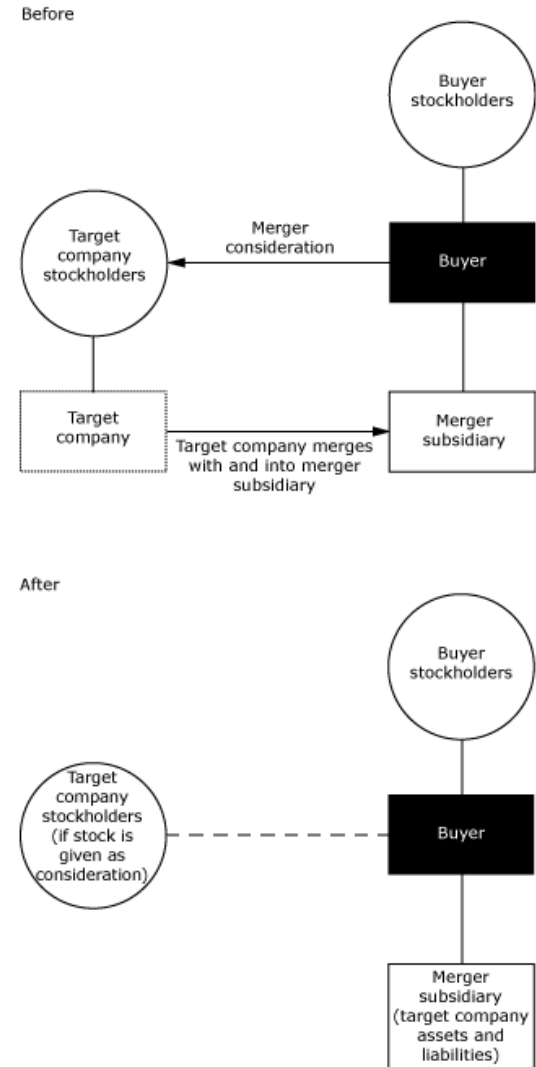 Before
Buyer
stockholders
Target
company
stockholders
Merger
consideration
Buyer
Target
company
Target company merges
with and into merger
subsidiary
Merger
subsidiary
After
Buyer
stockholders
Target
company
stockholders
(if stock is
given as
consideration)
Buyer
Merger
subsidiary
(target company
assets and
liabilities)